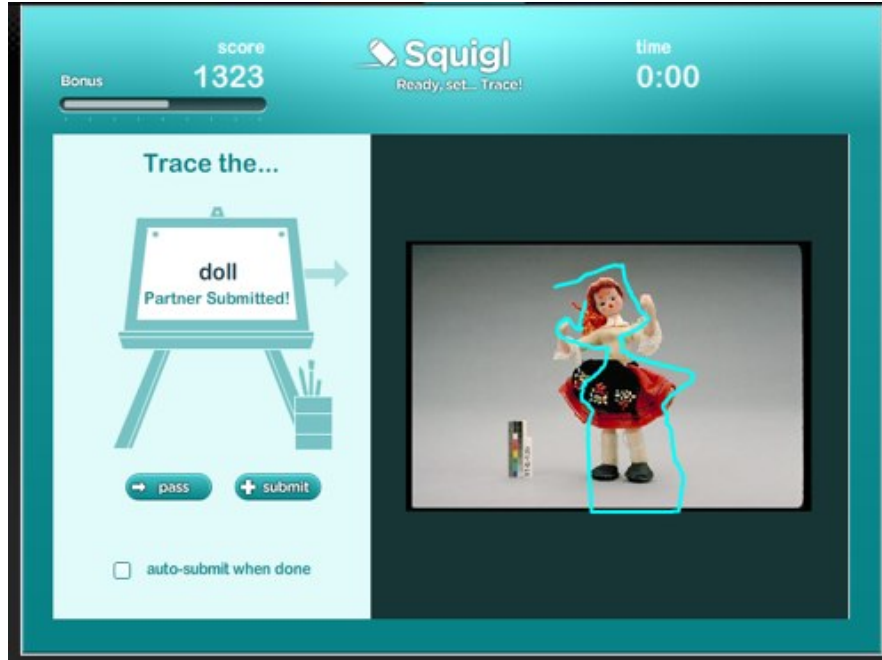 score
1323
Bonus
Squigl
Ready, set... Trace!
time
0:00
Trace the...
doll
Partner Submitted!
pass
submit
auto-submit when done